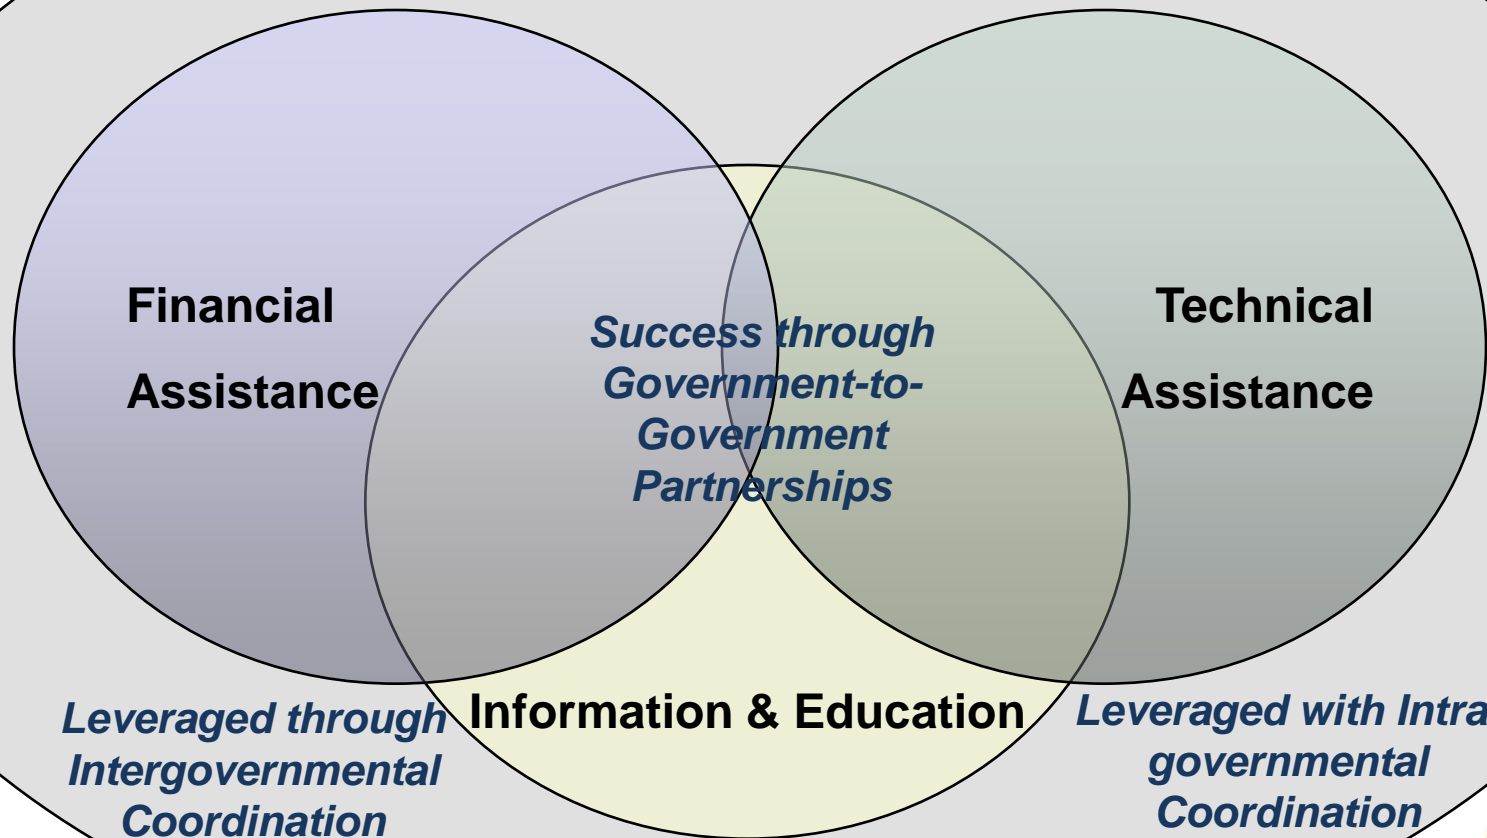 Financial
Assistance
Technical
Assistance
Success through
Government-to-
Government
Partnerships
Information & Education
Leveraged through
Intergovernmental
Coordination
Leveraged with Intra
governmental
Coordination